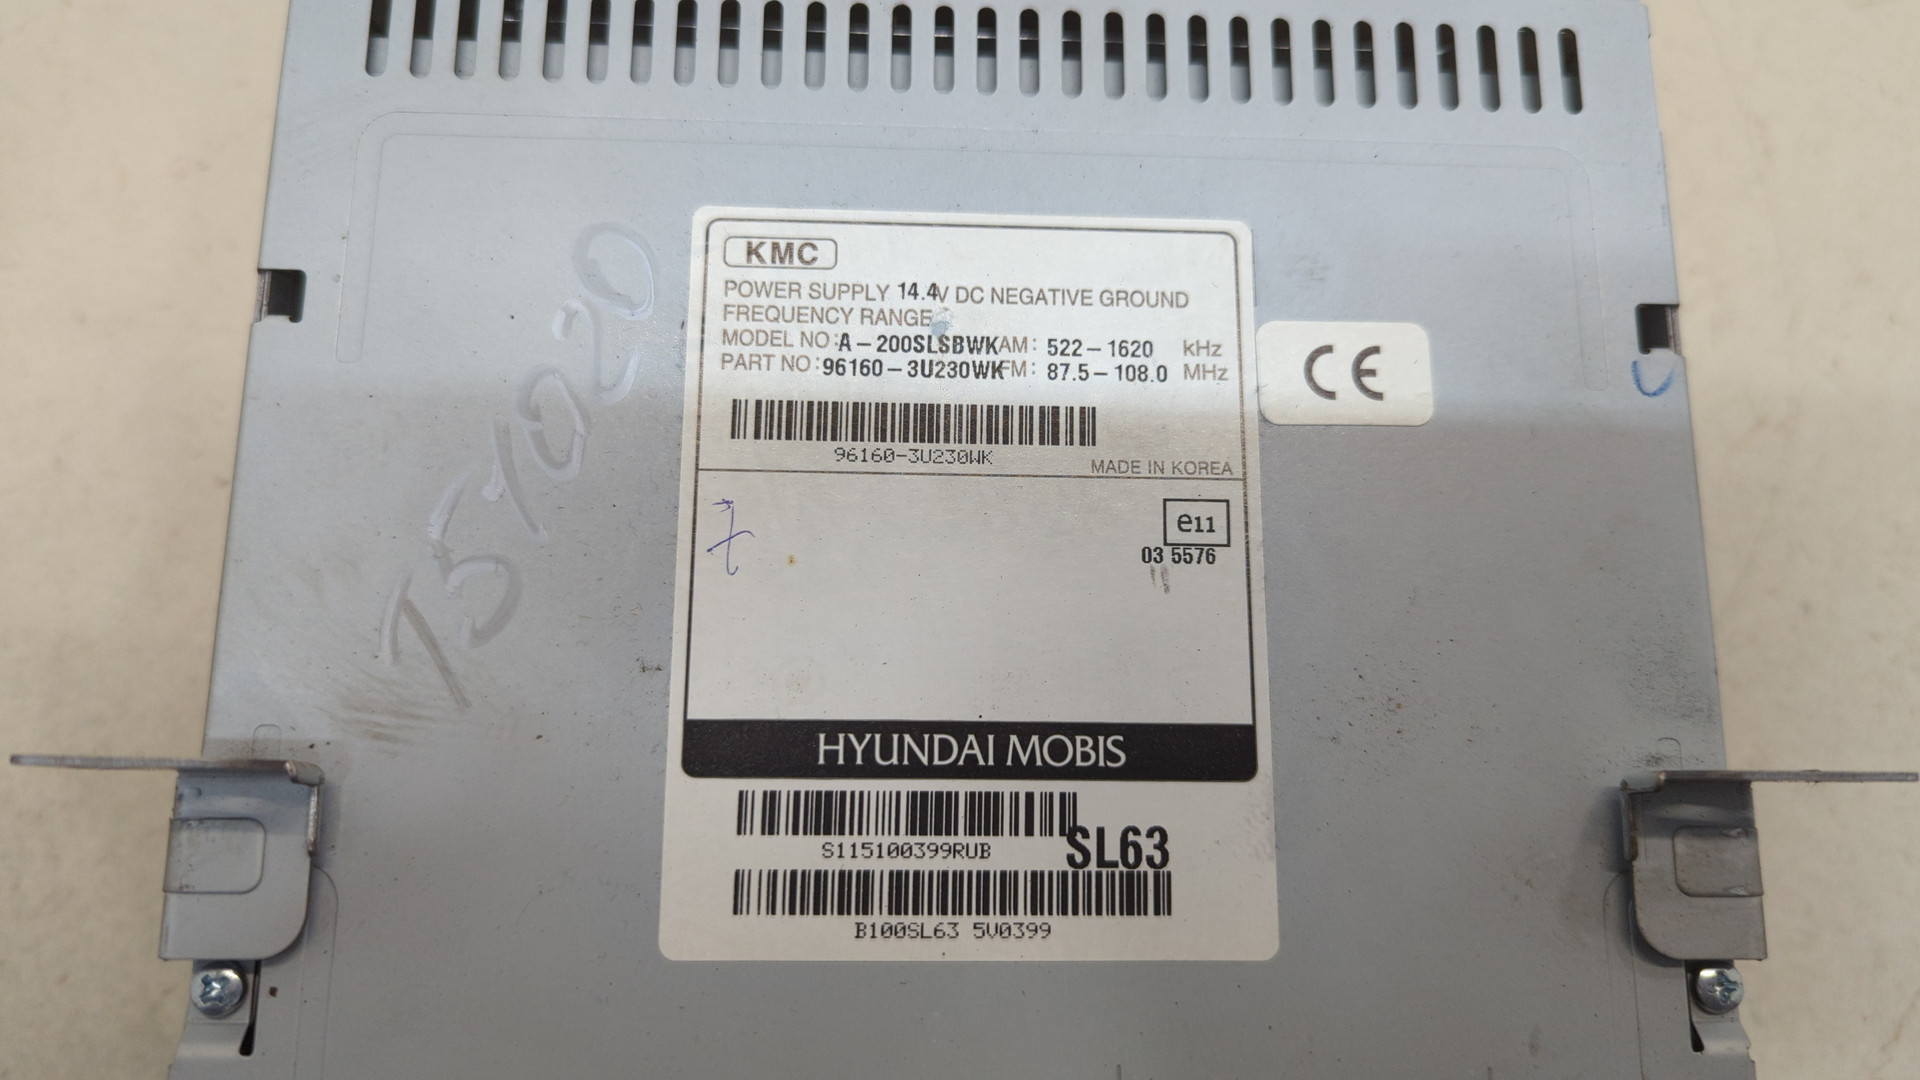 KMC
POWER SUPPLY 14.4V DC NEGATIVE GROUND
FREQUENCY RANGE
MODEL NO:A-200SLSBWK AM: 522-1620 kHz
PART NO:96160-3U230WK FM: 87.5-108.0 MHz
96160-3U230WK
MADE IN KOREA
CE
e11
03 5576
HYUNDAI MOBIS
S115100399RUB
SL63
B100SL63 5V0399